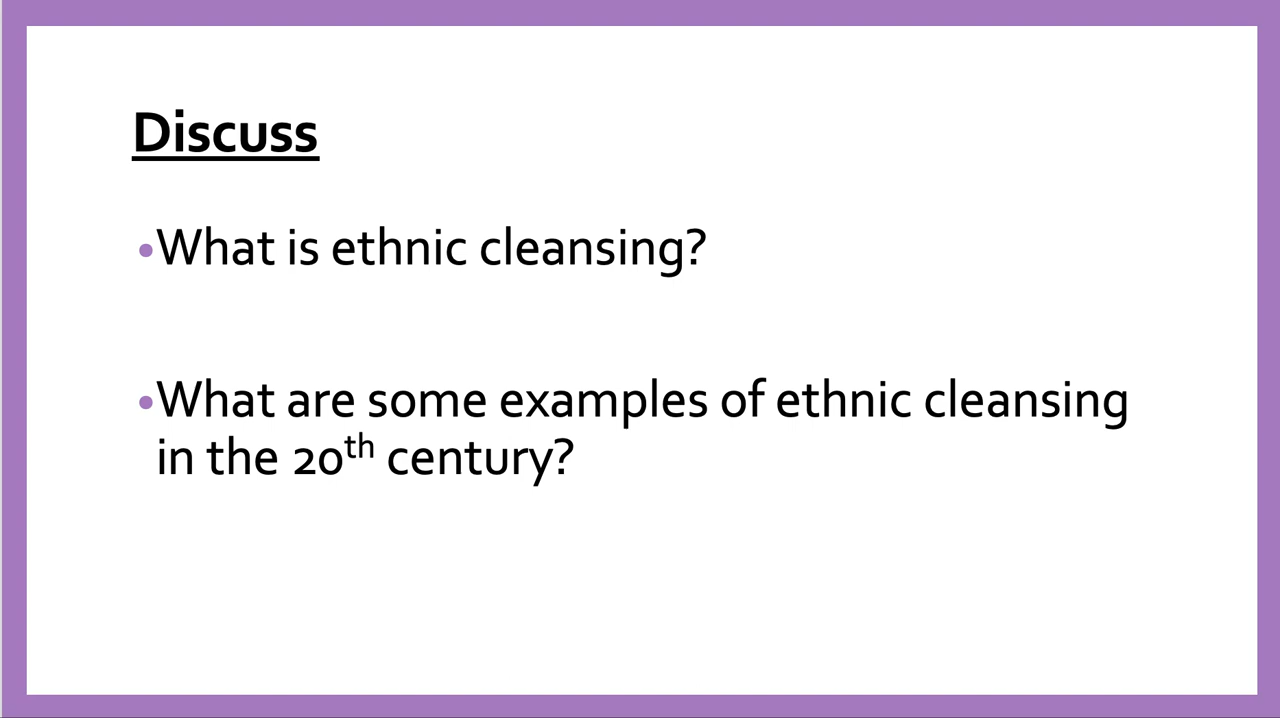 Discuss
•What is ethnic cleansing?
•What are some examples of ethnic cleansing
in the 20th century?